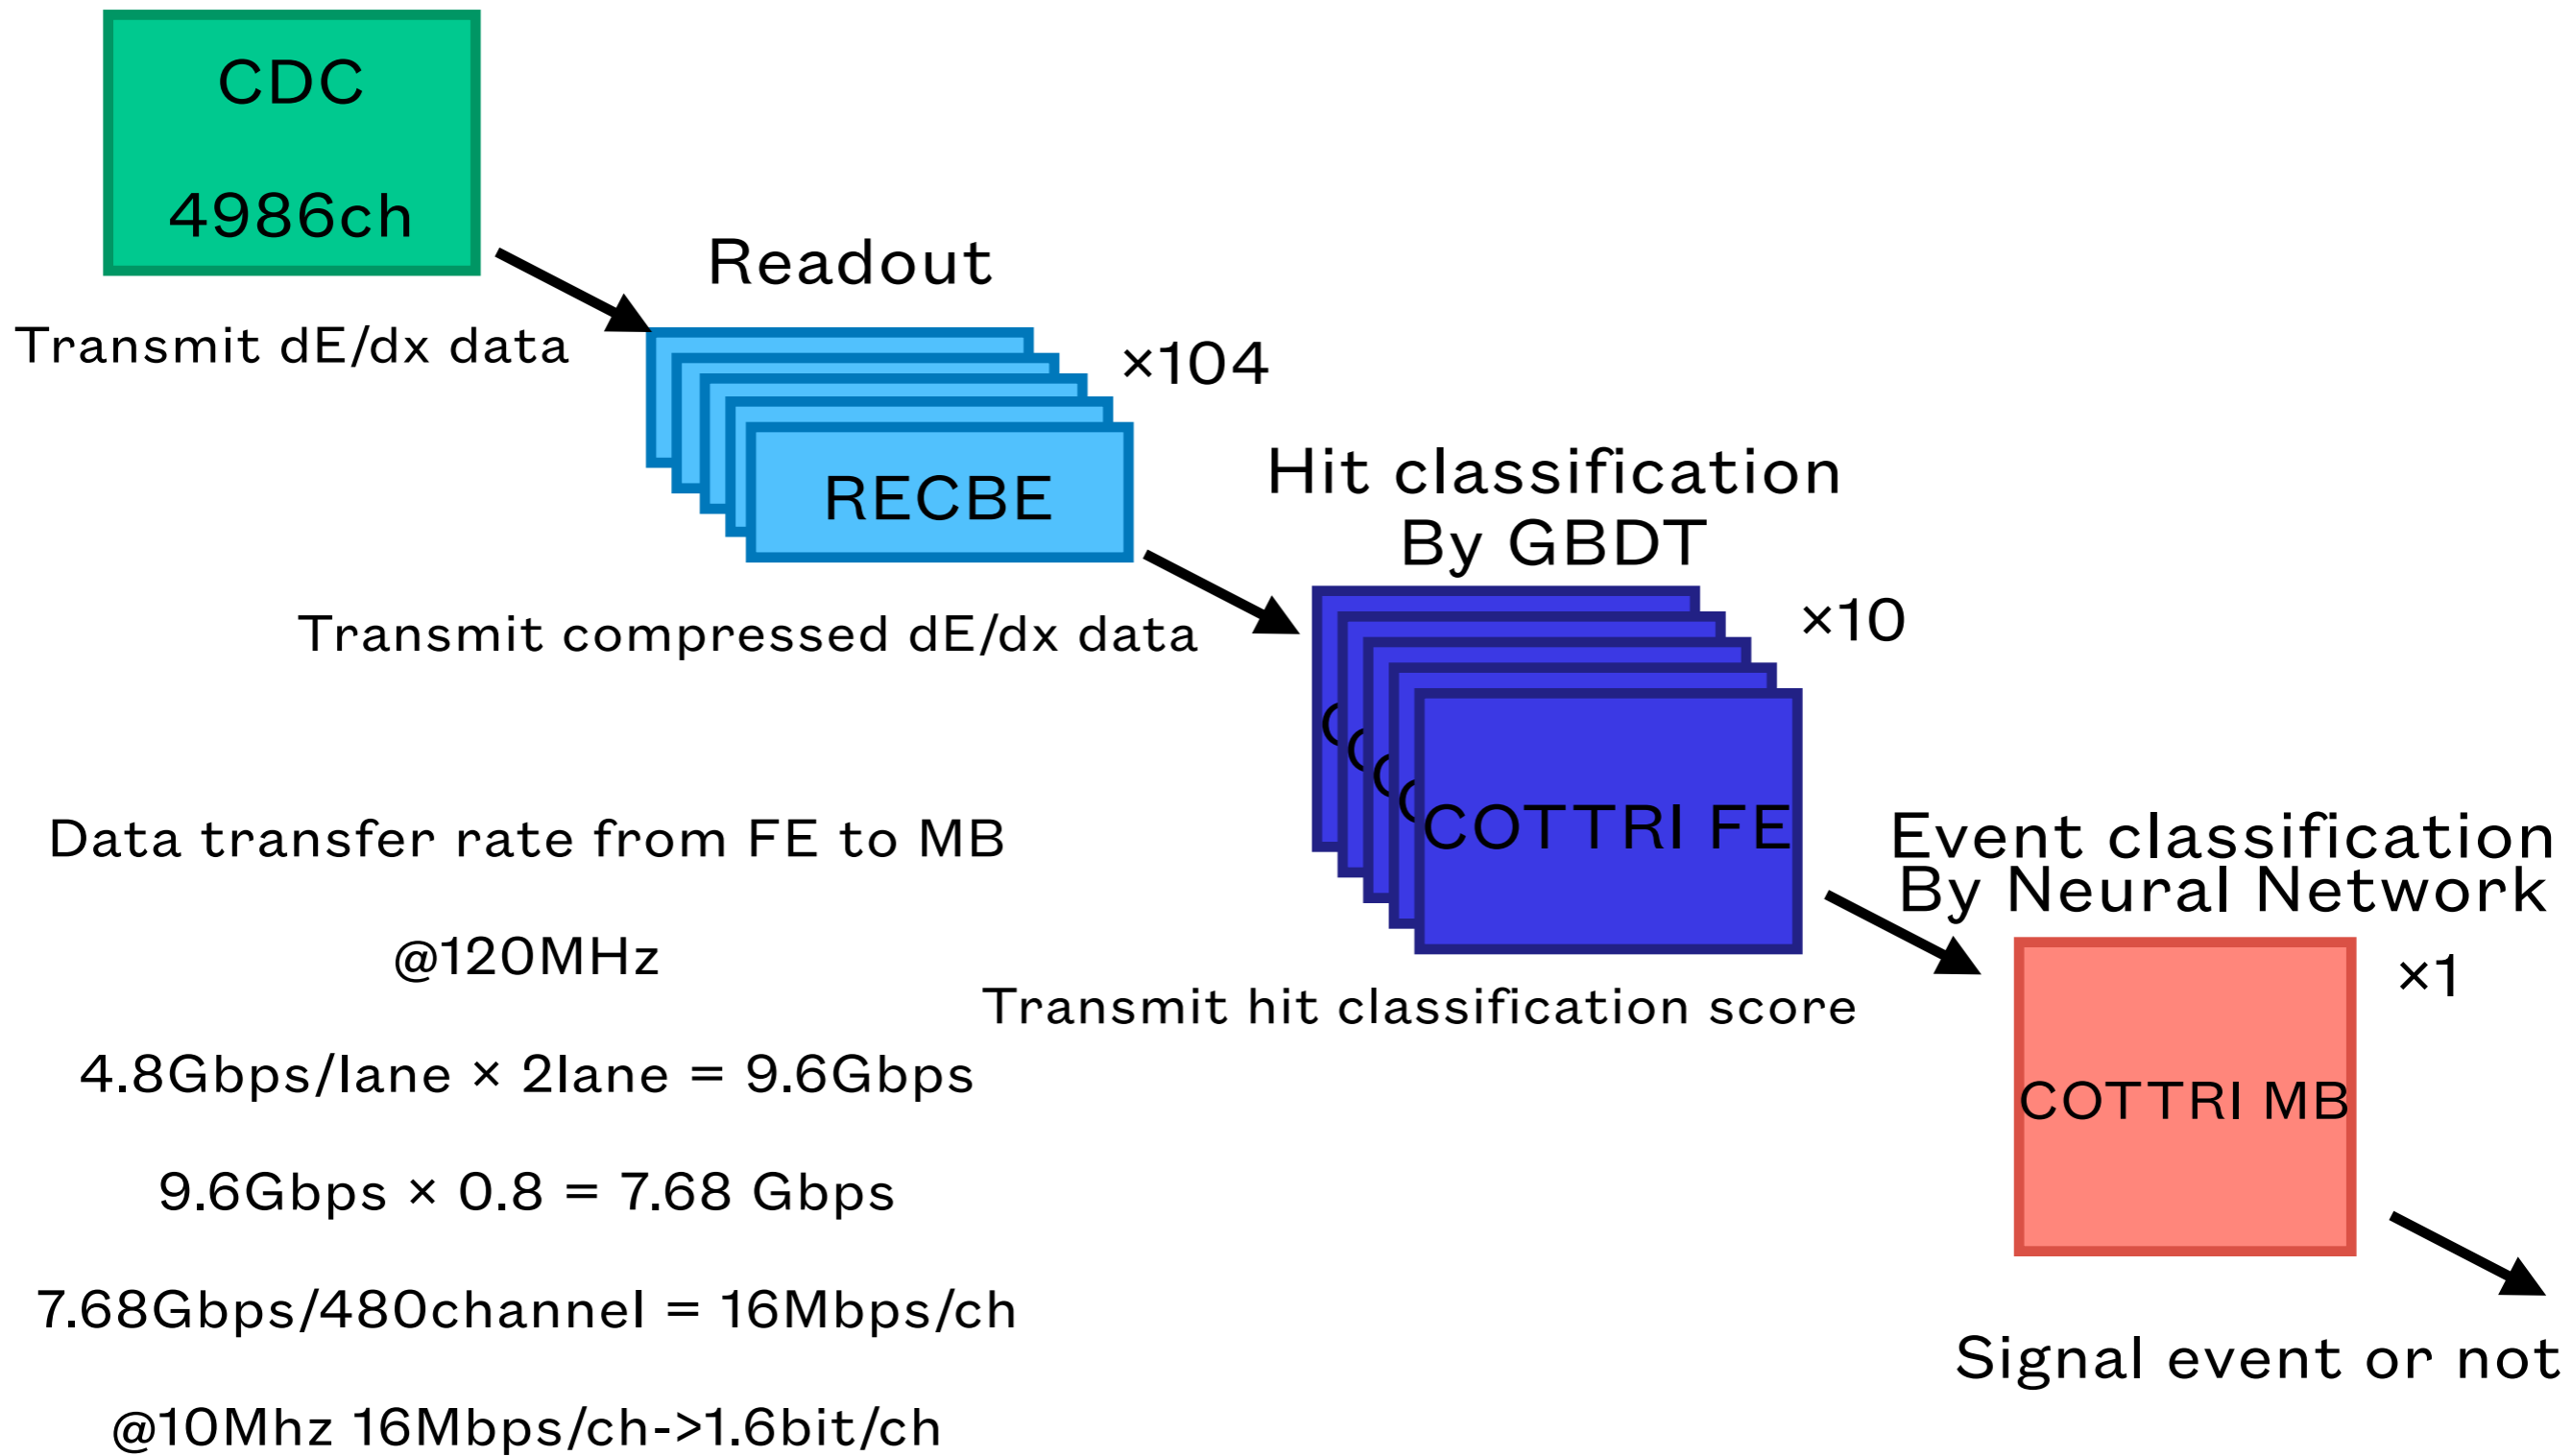 CDC
4986ch
Transmit dE/dx data
Readout
×104
RECBE
Transmit compressed dE/dx data
Hit classification
By GBDT
×10
COTTRI FE
Transmit hit classification score
Event classification
By Neural Network
×1
COTTRI MB
Signal event or not
Data transfer rate from FE to MB
@120MHz
4.8Gbps/lane × 2lane = 9.6Gbps
9.6Gbps × 0.8 = 7.68 Gbps
7.68Gbps/480channel = 16Mbps/ch
@10Mhz 16Mbps/ch->1.6bit/ch